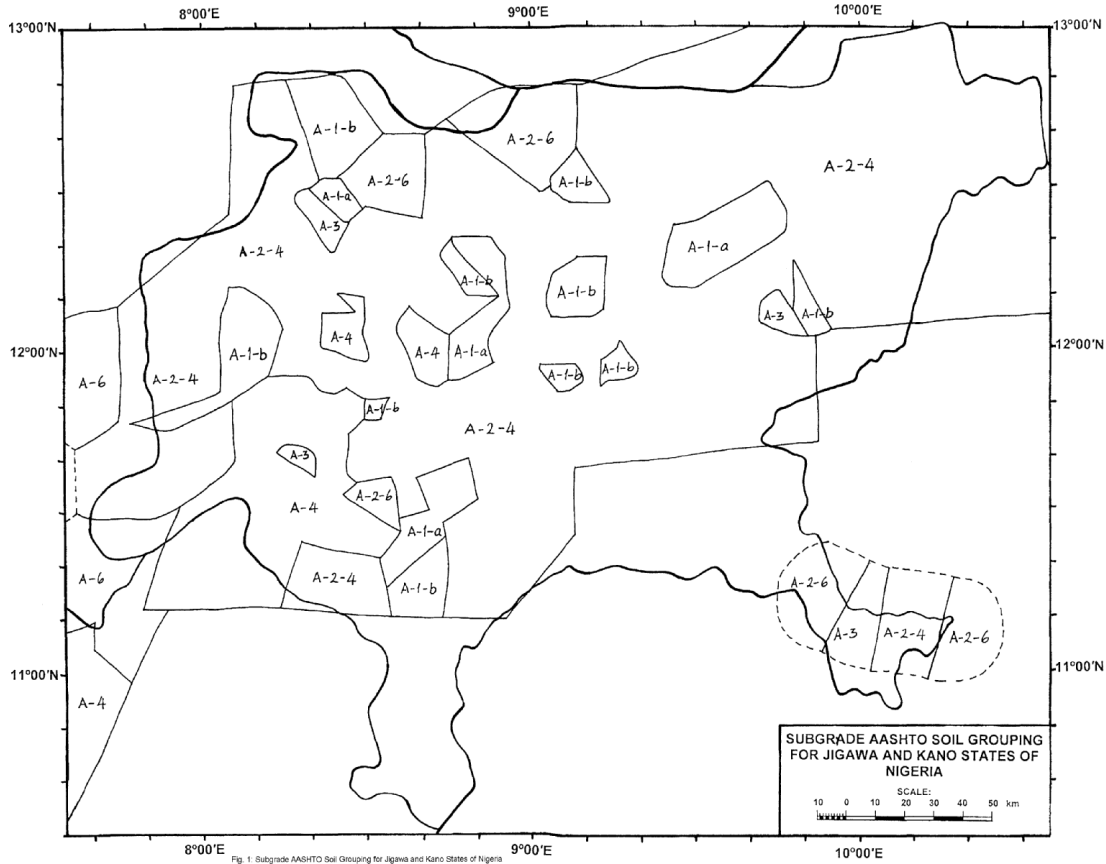 8°00'E 9°00'E 10°00'E
13°00'N 13°00'N
A-1-b
A-2-6
A-2-6
A-2-4
A-1-b
A-1-a
A-3
A-1-a
A-2-4
A-1-b
A-1-b
A-3
A-1-b
A-4
12°00'N 12°00'N
A-1-b
A-4
A-1-a
A-1-b
A-1-b
A-6
A-2-4
A-1-b
A-2-4
A-3
A-2-6
A-4
A-1-a
A-6
A-2-4
A-1-b
A-2-6
A-3
A-2-4
A-2-6
11°00'N 11°00'N
A-4
SUBGRADE AASHTO SOIL GROUPING
FOR JIGAWA AND KANO STATES OF
NIGERIA
SCALE:
10 0 10 20 30 40 50 km
8°00'E 9°00'E 10°00'E
Fig. 1: Subgrade AASHTO Soil Grouping for Jigawa and Kano States of Nigeria